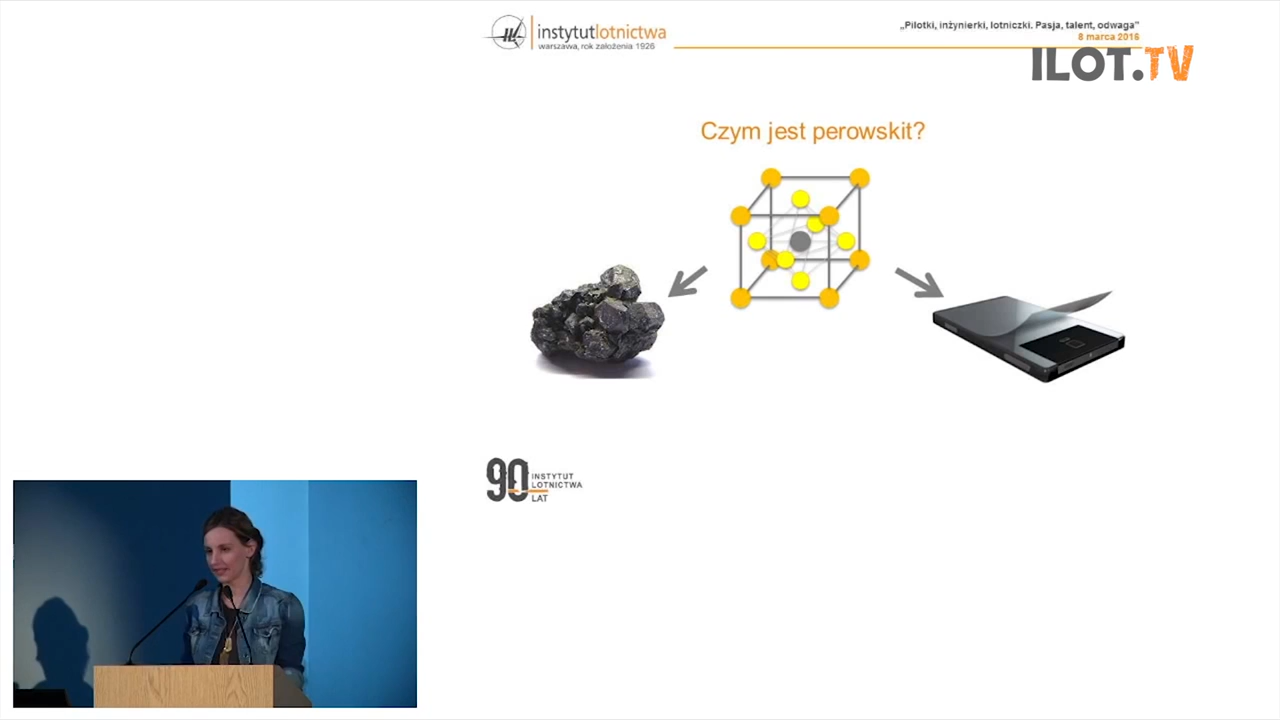 instytutlotnictwa
warszawa, rok założenia 1926
„Pilotki, inżynierki, lotniczki. Pasja, talent, odwaga”
8 marca 2016
ILOT.TV
Czym jest perowskit?
90
INSTYTUT
LOTNICTWA
LAT